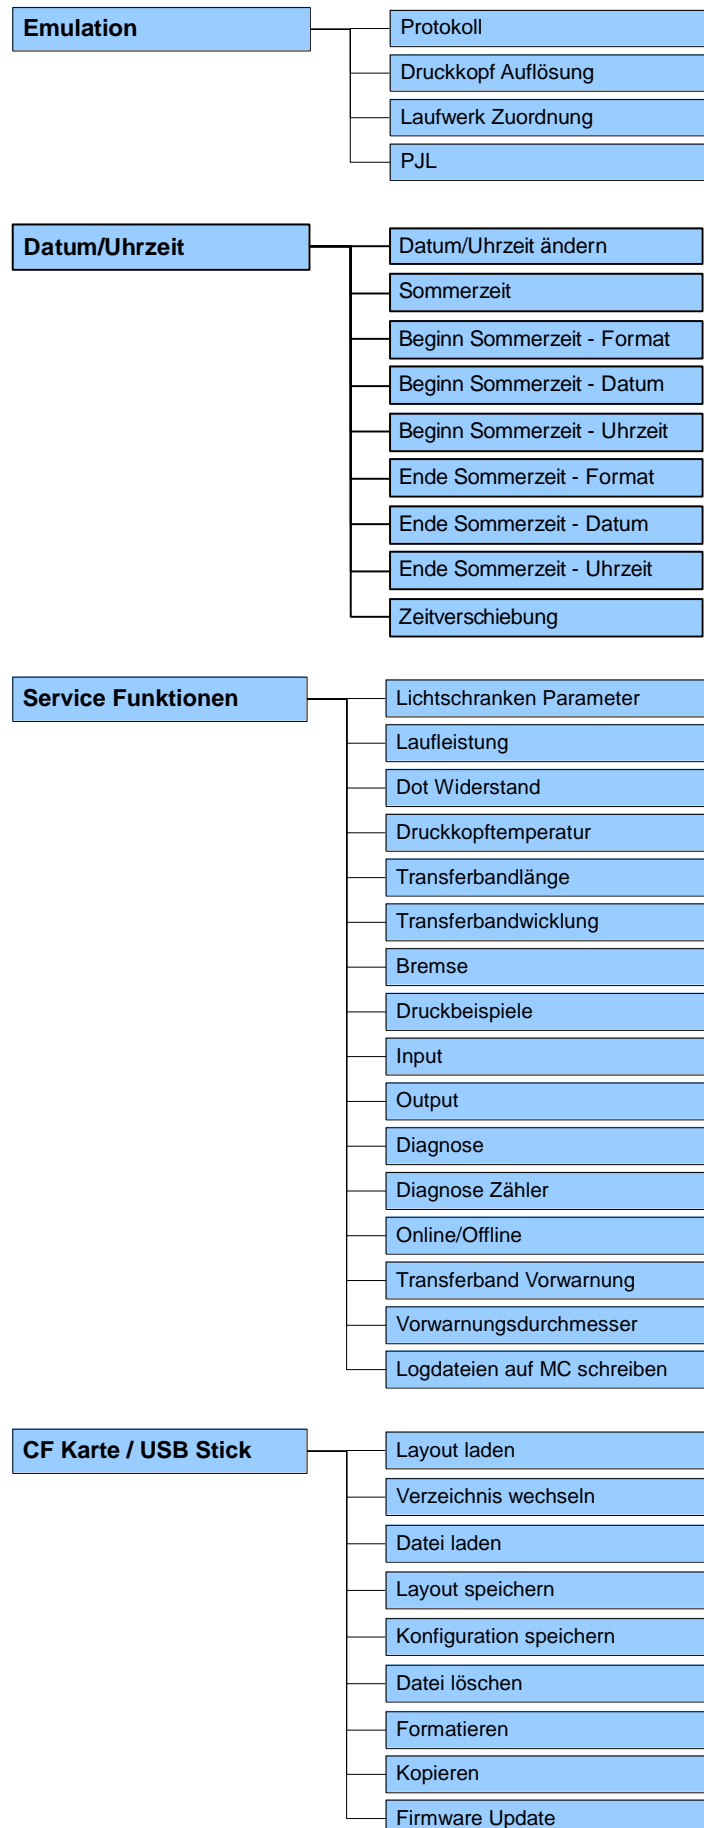 Emulation
Protokoll
Druckkopf Auflösung
Laufwerk Zuordnung
PJL
Datum/Uhrzeit
Datum/Uhrzeit ändern
Sommerzeit
Beginn Sommerzeit - Format
Beginn Sommerzeit - Datum
Beginn Sommerzeit - Uhrzeit
Ende Sommerzeit - Format
Ende Sommerzeit - Datum
Ende Sommerzeit - Uhrzeit
Zeitverschiebung
Service Funktionen
Lichtschranken Parameter
Laufleistung
Dot Widerstand
Druckkopftemperatur
Transferbandlänge
Transferbandwicklung
Bremse
Druckbeispiele
Input
Output
Diagnose
Diagnose Zähler
Online/Offline
Transferband Vorwarnung
Vorwarnungsdurchmesser
Logdateien auf MC schreiben
CF Karte / USB Stick
Layout laden
Verzeichnis wechseln
Datei laden
Layout speichern
Konfiguration speichern
Datei löschen
Formatieren
Kopieren
Firmware Update